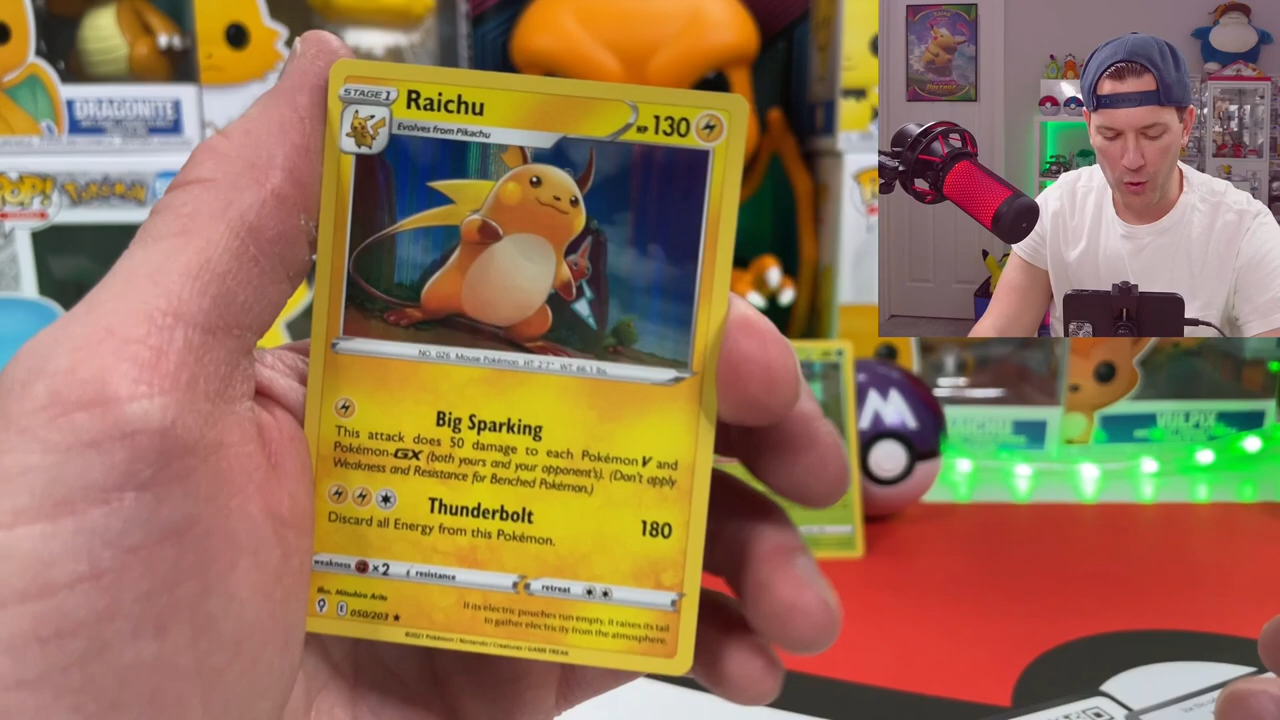 DRAGONITE
POP!
POKÉMON
STAGE 1
Raichu
HP 130
Evolves from Pikachu
NO. 026 Mouse Pokémon HT: 2'7" WT: 66.1 lbs.
Big Sparking
This attack does 50 damage to each Pokémon V and
Pokémon-GX (both yours and your opponent's). (Don't apply
Weakness and Resistance for Benched Pokémon.)
Thunderbolt
180
Discard all Energy from this Pokémon.
weakness ×2 resistance retreat
Illus. Mitsuhiro Arita
E 050/203 ★
If its electric pouches run empty, it raises its tail
to gather electricity from the atmosphere.
©2021 Pokémon / Nintendo / Creatures / GAME FREAK
M
RAICHU
VULPIX